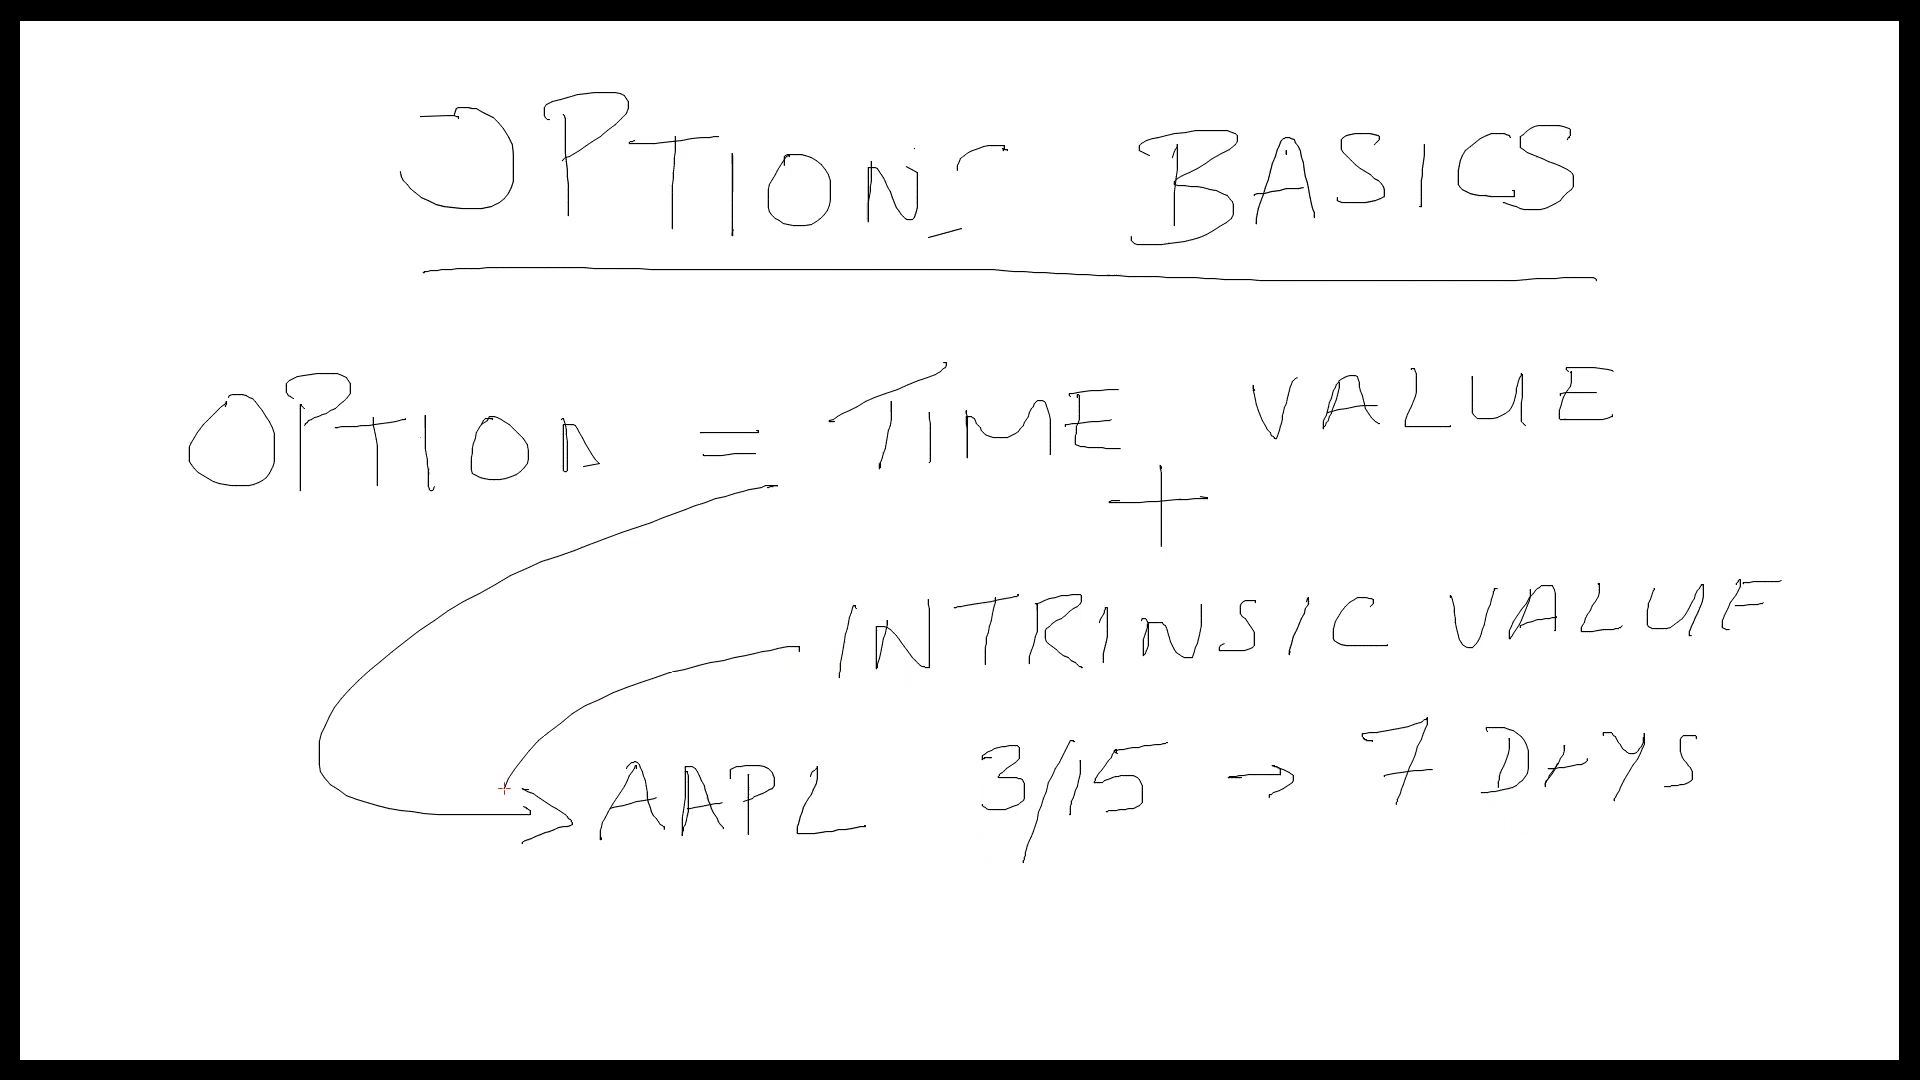 OPTIONS BASICS
OPTION = TIME VALUE
+
INTRINSIC VALUE
AAPL 3/15 → 7 DAYS